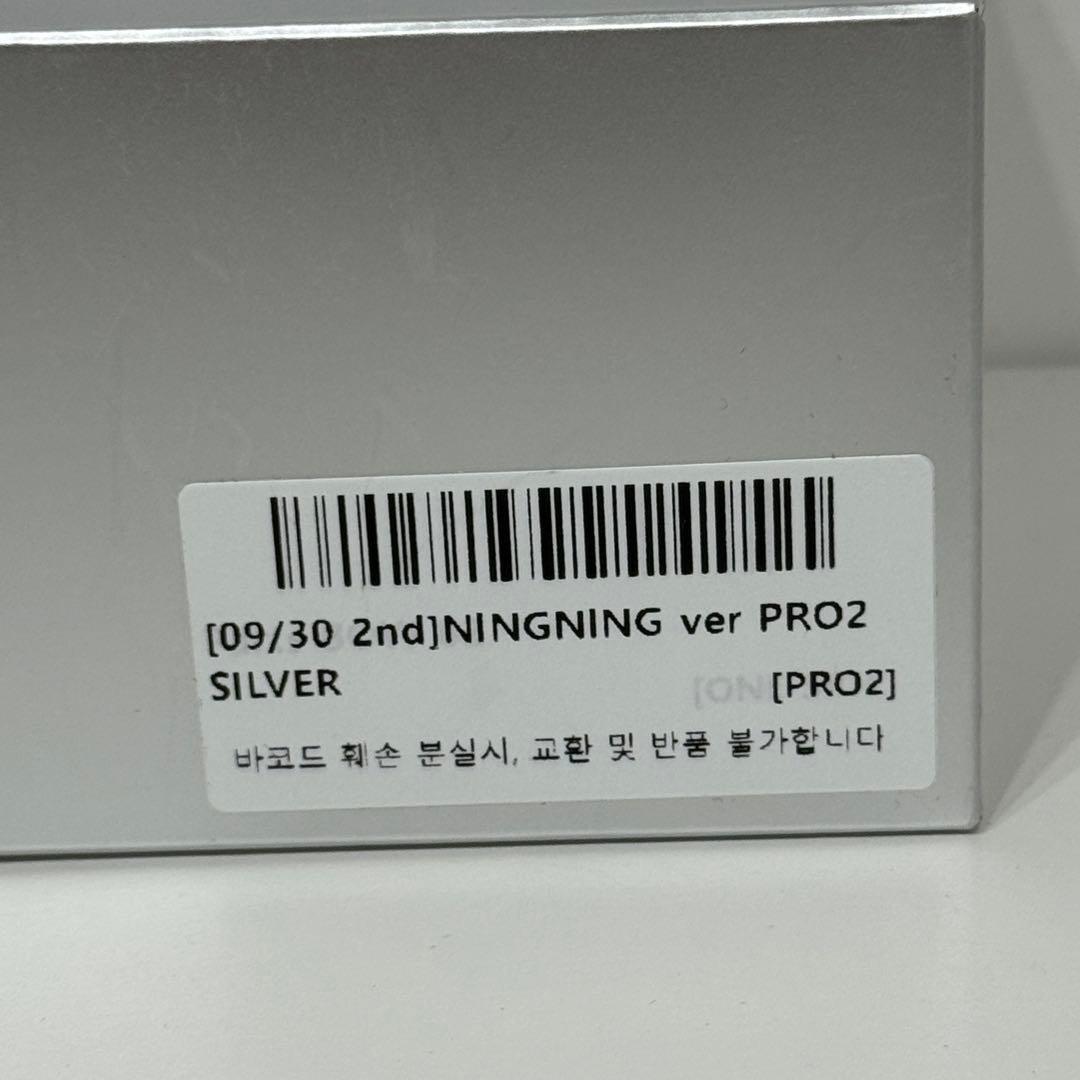 [09/30 2nd]NINGNING ver PRO2
SILVER [PRO2]
바코드 훼손 분실시, 교환 및 반품 불가합니다